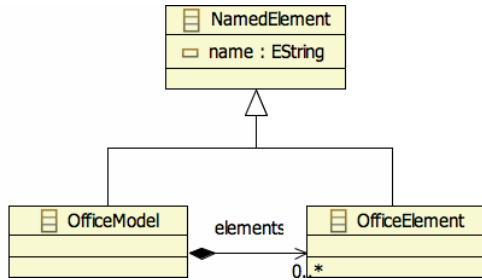 NamedElement
name : EString
OfficeModel
elements
OfficeElement
0..*